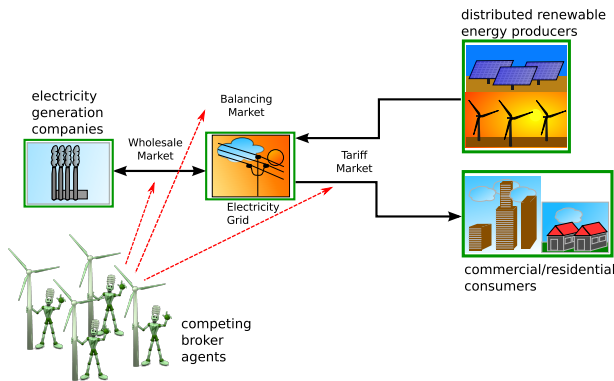 distributed renewable
energy producers
electricity
generation
companies
Balancing
Market
Wholesale
Market
Tariff
Market
Electricity
Grid
commercial/residential
consumers
competing
broker
agents